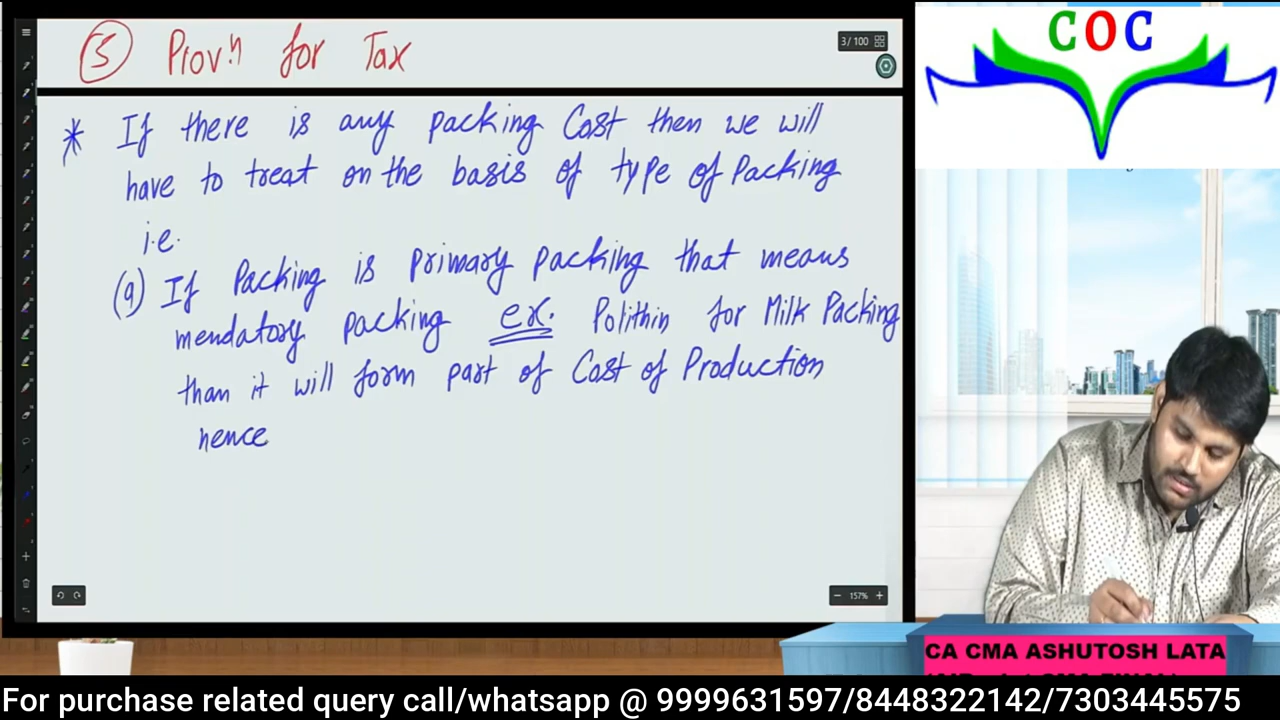 5 Prov:n for Tax
3/100
COC
* If there is any packing Cost then we will
have to treat on the basis of type of Packing
i.e.
(a) If Packing is primary packing that means
mendatory packing ex. Polithin for Milk Packing
than it will form part of Cost of Production
hence
157%
CA CMA ASHUTOSH LATA
For purchase related query call/whatsapp @ 9999631597/8448322142/7303445575